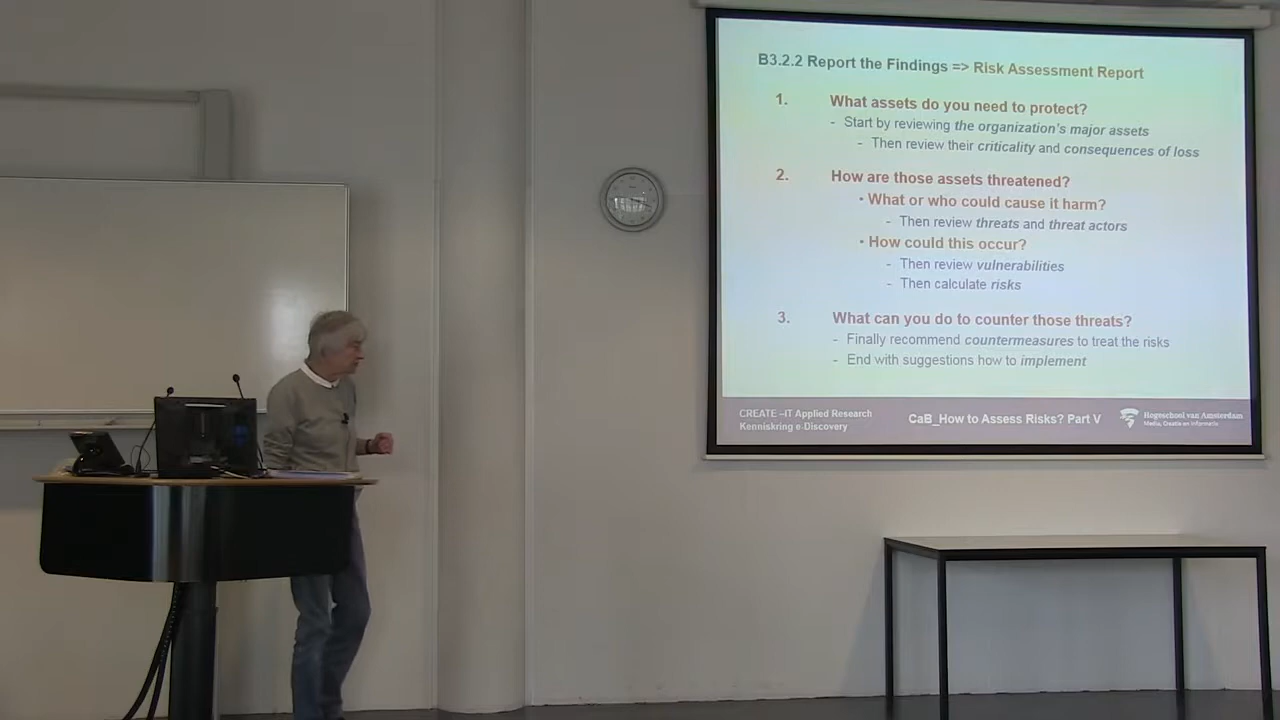 B3.2.2 Report the Findings => Risk Assessment Report
1. What assets do you need to protect?
- Start by reviewing the organization's major assets
- Then review their criticality and consequences of loss
2. How are those assets threatened?
• What or who could cause it harm?
- Then review threats and threat actors
• How could this occur?
- Then review vulnerabilities
- Then calculate risks
3. What can you do to counter those threats?
- Finally recommend countermeasures to treat the risks
- End with suggestions how to implement
CREATE –IT Applied Research
Kenniskring e-Discovery
CaB_How to Assess Risks? Part V
Hogeschool van Amsterdam
Media, Creatie en Informatie